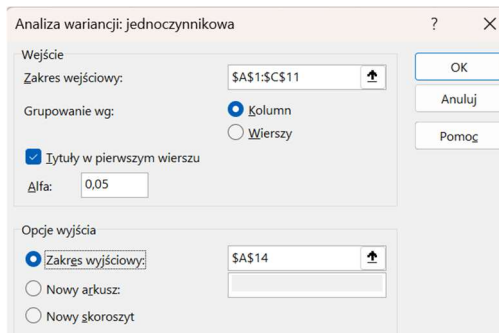 Analiza wariancji: jednoczynnikowa ? X
Wejście
Zakres wejściowy: $A$1:$C$11
OK
Anuluj
Grupowanie wg: Kolumn
Wierszy
Pomoc
Tytuły w pierwszym wierszu
Alfa: 0,05
Opcje wyjścia
Zakres wyjściowy: $A$14
Nowy arkusz:
Nowy skoroszyt